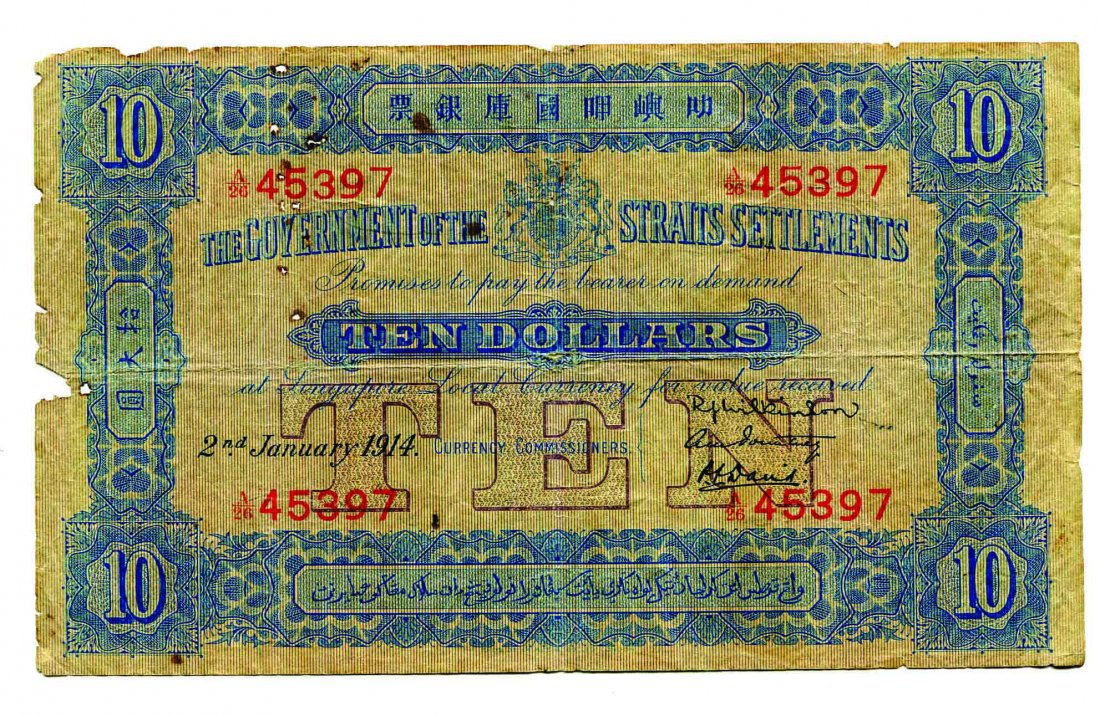 叻嶼呷國庫銀票
10
10
A/26 45397
A/26 45397
THE GOVERNMENT OF THE STRAITS SETTLEMENTS
Promises to pay the bearer on demand
TEN DOLLARS
at Singapore Local Currency for value received
拾大圓
TEN
2nd January 1914.
CURRENCY COMMISSIONERS
R J Wilkinson
A/26 45397
A/26 45397
10
10